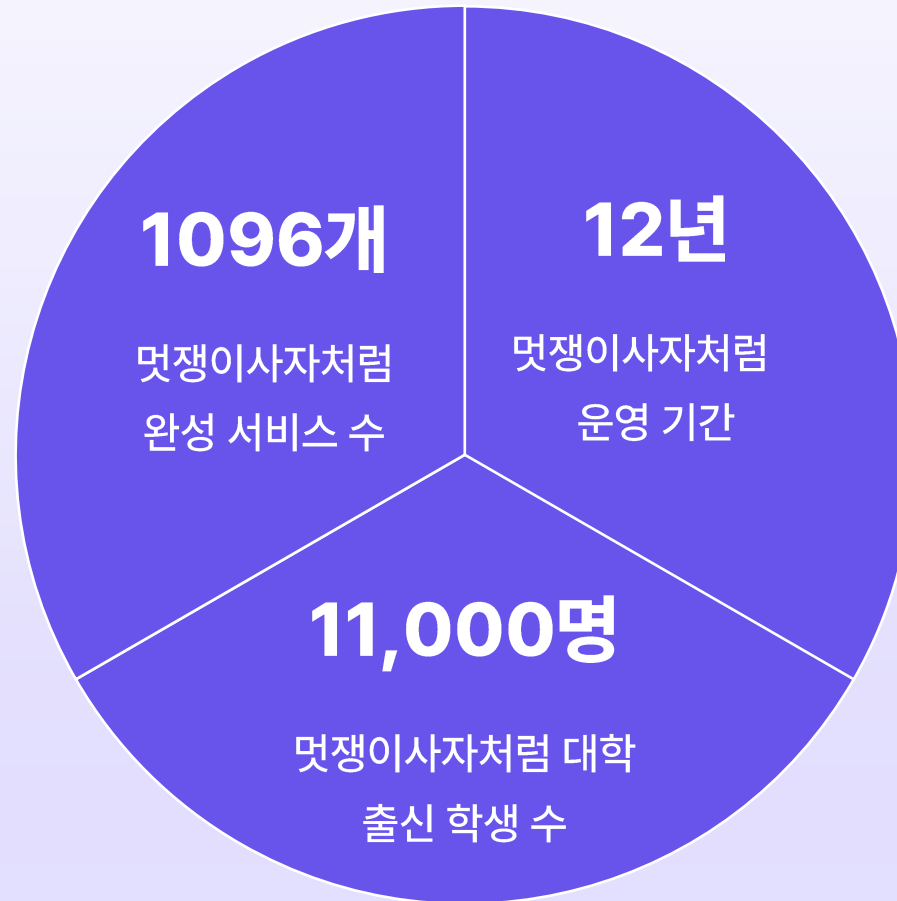 1096개
멋쟁이사자처럼
완성 서비스 수
12년
멋쟁이사자처럼
운영 기간
11,000명
멋쟁이사자처럼 대학
출신 학생 수